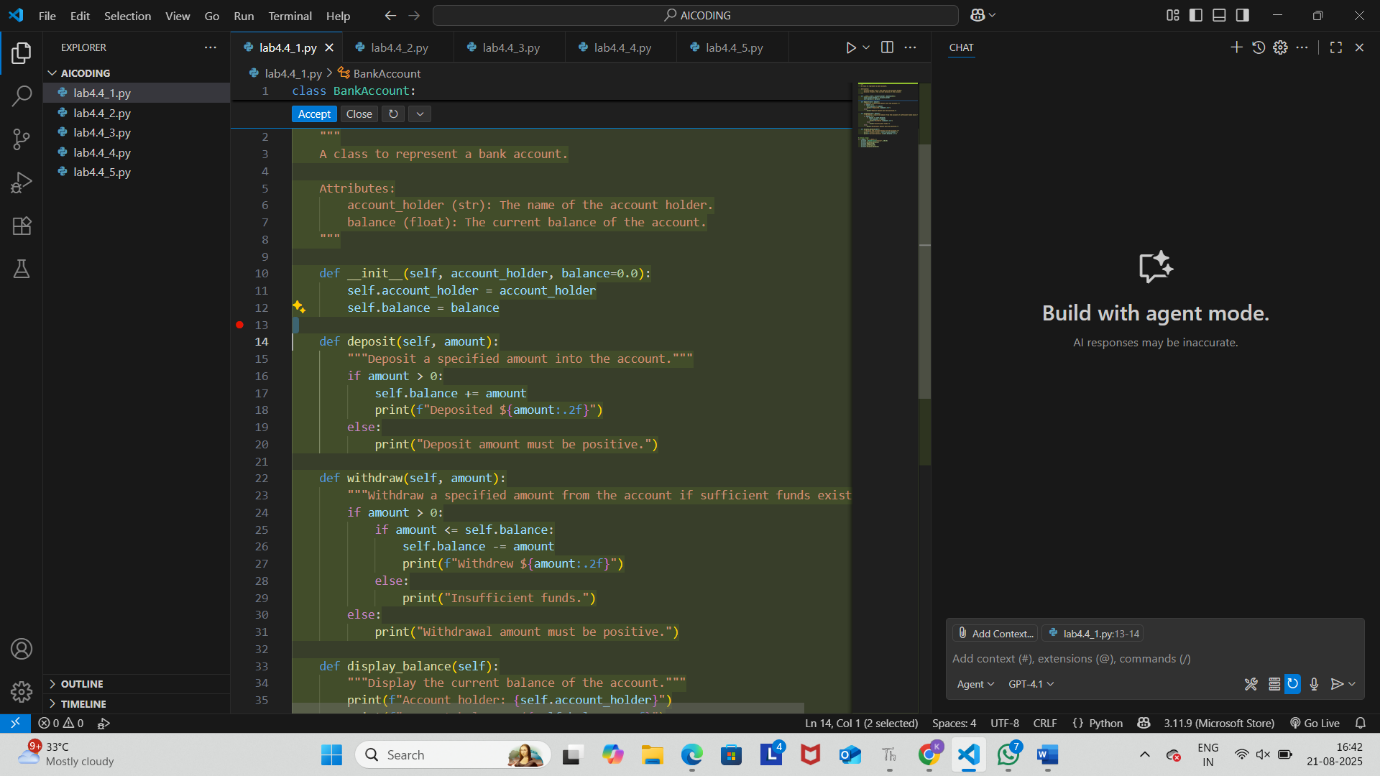 File Edit Selection View Go Run Terminal Help
AICODING
EXPLORER
AICODING
lab4.4_1.py
lab4.4_2.py
lab4.4_3.py
lab4.4_4.py
lab4.4_5.py
OUTLINE
TIMELINE
lab4.4_1.py lab4.4_2.py lab4.4_3.py lab4.4_4.py lab4.4_5.py
lab4.4_1.py > BankAccount
1 class BankAccount:
Accept Close
2 """
3 A class to represent a bank account.
4
5 Attributes:
6 account_holder (str): The name of the account holder.
7 balance (float): The current balance of the account.
8 """
9
10 def __init__(self, account_holder, balance=0.0):
11 self.account_holder = account_holder
12 self.balance = balance
13
14 def deposit(self, amount):
15 """Deposit a specified amount into the account."""
16 if amount > 0:
17 self.balance += amount
18 print(f"Deposited ${amount:.2f}")
19 else:
20 print("Deposit amount must be positive.")
21
22 def withdraw(self, amount):
23 """Withdraw a specified amount from the account if sufficient funds exist
24 if amount > 0:
25 if amount <= self.balance:
26 self.balance -= amount
27 print(f"Withdrew ${amount:.2f}")
28 else:
29 print("Insufficient funds.")
30 else:
31 print("Withdrawal amount must be positive.")
32
33 def display_balance(self):
34 """Display the current balance of the account."""
35 print(f"Account holder: {self.account_holder}")
CHAT
Build with agent mode.
AI responses may be inaccurate.
Add Context... lab4.4_1.py:13-14
Add context (#), extensions (@), commands (/)
Agent GPT-4.1
0 0 Ln 14, Col 1 (2 selected) Spaces: 4 UTF-8 CRLF {} Python 3.11.9 (Microsoft Store) Go Live
9+ 33°C
Mostly cloudy
Search
4
K
7
ENG
IN
16:42
21-08-2025